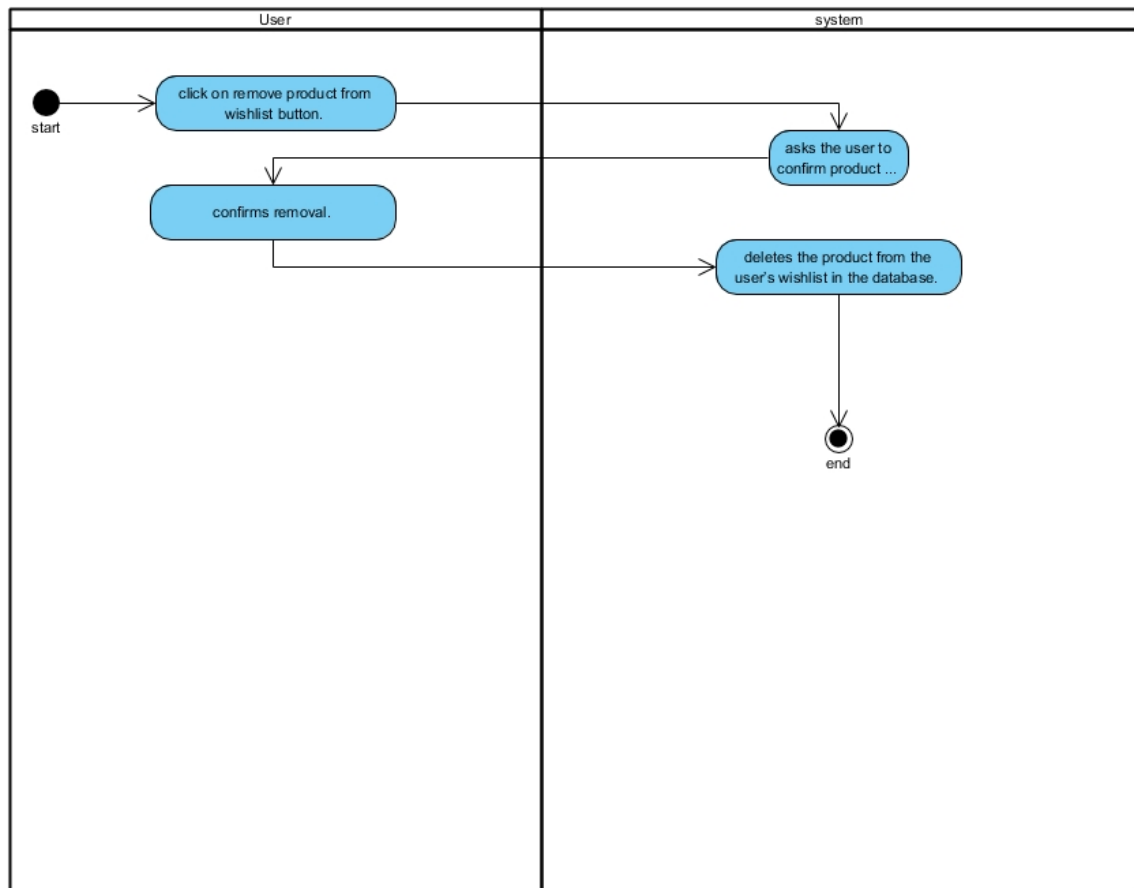 User
system
start
click on remove product from
wishlist button.
asks the user to
confirm product ...
confirms removal.
deletes the product from the
user's wishlist in the database.
end